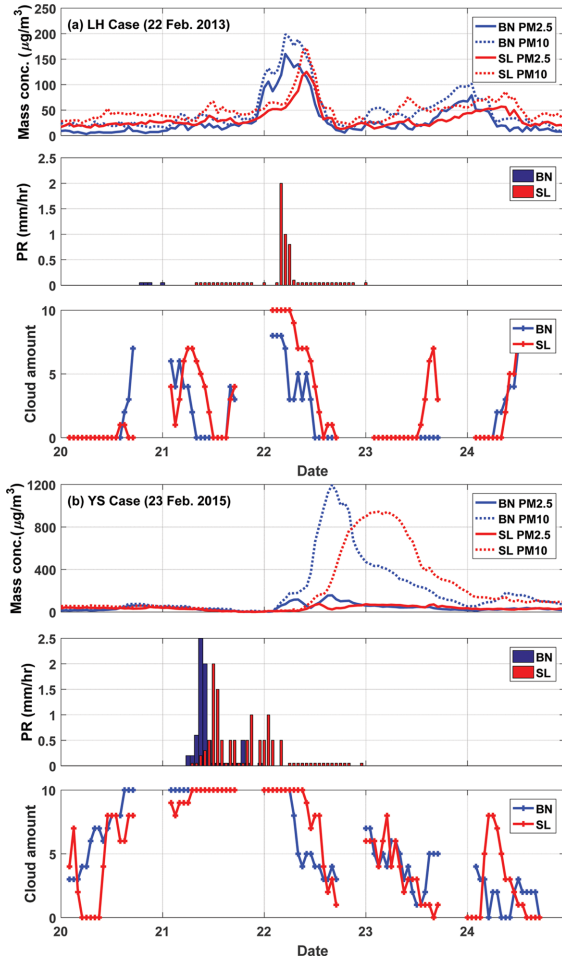 (a) LH Case (22 Feb. 2013)
BN PM2.5
BN PM10
SL PM2.5
SL PM10
Mass conc.(μg/m³)
250
200
150
100
50
0
PR (mm/hr)
2.5
2
1.5
1
0.5
0
BN
SL
Cloud amount
10
5
0
BN
SL
20 21 22 23 24
Date
(b) YS Case (23 Feb. 2015)
BN PM2.5
BN PM10
SL PM2.5
SL PM10
Mass conc.(μg/m³)
1200
800
400
0
PR (mm/hr)
2.5
2
1.5
1
0.5
0
BN
SL
Cloud amount
10
5
0
BN
SL
20 21 22 23 24
Date